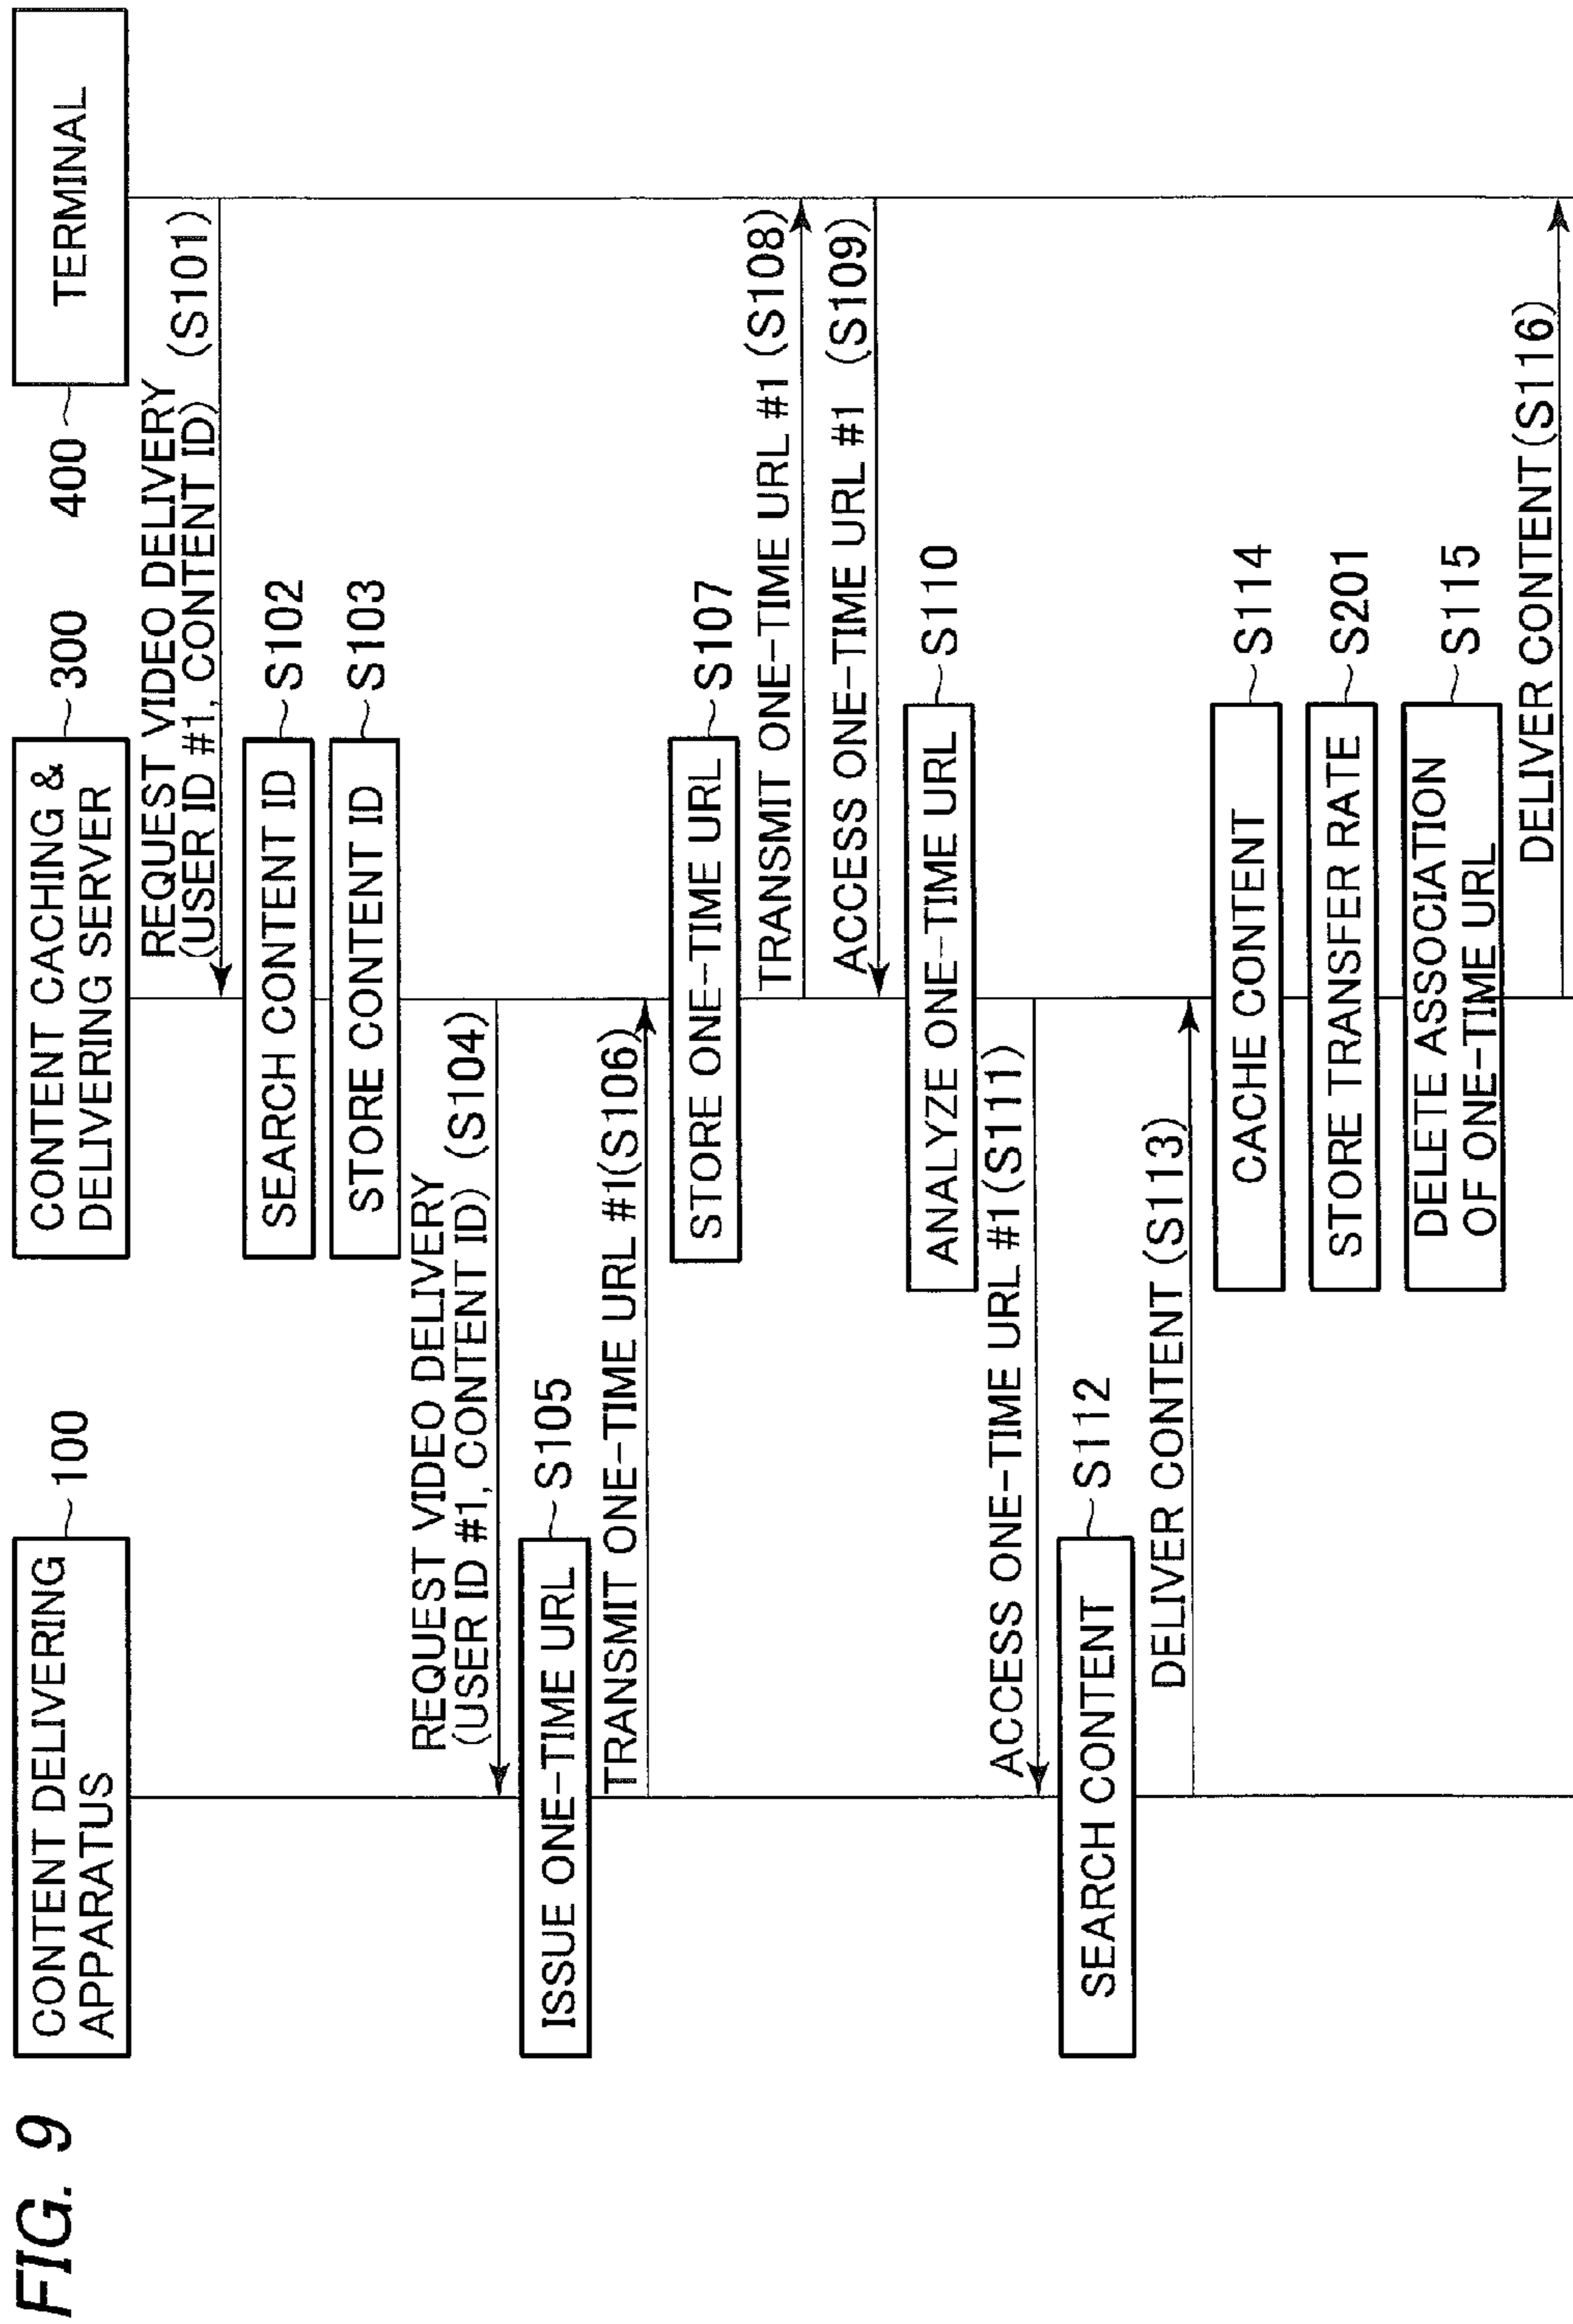 FIG. 9
CONTENT DELIVERING
APPARATUS
100
CONTENT CACHING &
DELIVERING SERVER
300
TERMINAL
400
REQUEST VIDEO DELIVERY
(USER ID #1, CONTENT ID) (S101)
SEARCH CONTENT ID
S102
STORE CONTENT ID
S103
REQUEST VIDEO DELIVERY
(USER ID #1, CONTENT ID) (S104)
ISSUE ONE-TIME URL
S105
TRANSMIT ONE-TIME URL #1(S106)
STORE ONE-TIME URL
S107
TRANSMIT ONE-TIME URL #1 (S108)
ACCESS ONE-TIME URL #1 (S109)
ANALYZE ONE-TIME URL
S110
ACCESS ONE-TIME URL #1 (S111)
SEARCH CONTENT
S112
DELIVER CONTENT (S113)
CACHE CONTENT
S114
STORE TRANSFER RATE
S201
DELETE ASSOCIATION
OF ONE-TIME URL
S115
DELIVER CONTENT (S116)